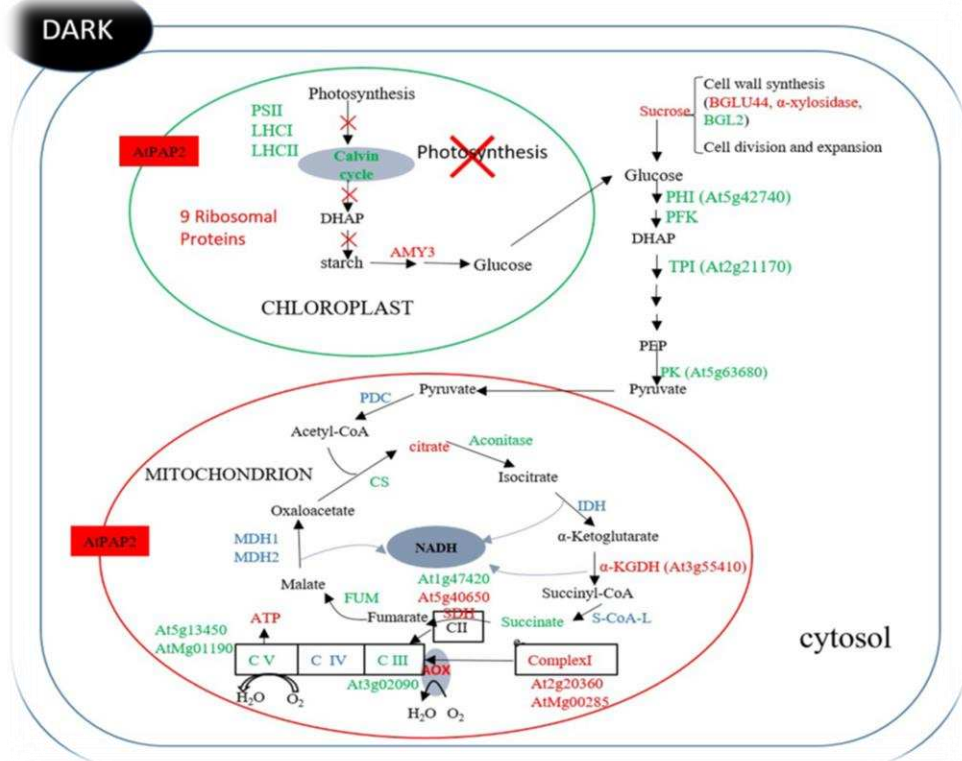 DARK
Photosynthesis
PSII
LHCI
LHCII
Calvin
cycle
Photosynthesis
AtPAP2
9 Ribosomal
Proteins
DHAP
starch
AMY3
Glucose
CHLOROPLAST
Sucrose
Cell wall synthesis
(BGLU44, α-xylosidase,
BGL2)
Cell division and expansion
Glucose
PHI (At5g42740)
PFK
DHAP
TPI (At2g21170)
PEP
PK (At5g63680)
Pyruvate
Pyruvate
PDC
Acetyl-CoA
citrate
Aconitase
MITOCHONDRION
CS
Isocitrate
Oxaloacetate
IDH
AtPAP2
MDH1
MDH2
NADH
α-Ketoglutarate
At1g47420
α-KGDH (At3g55410)
Malate
At5g40650
Succinyl-CoA
FUM
SDH
Fumarate
Succinate
S-CoA-L
CII
ATP
At5g13450
AtMg01190
e-
C V
C IV
C III
AOX
ComplexI
At3g02090
At2g20360
AtMg00285
H2O O2
H2O O2
cytosol